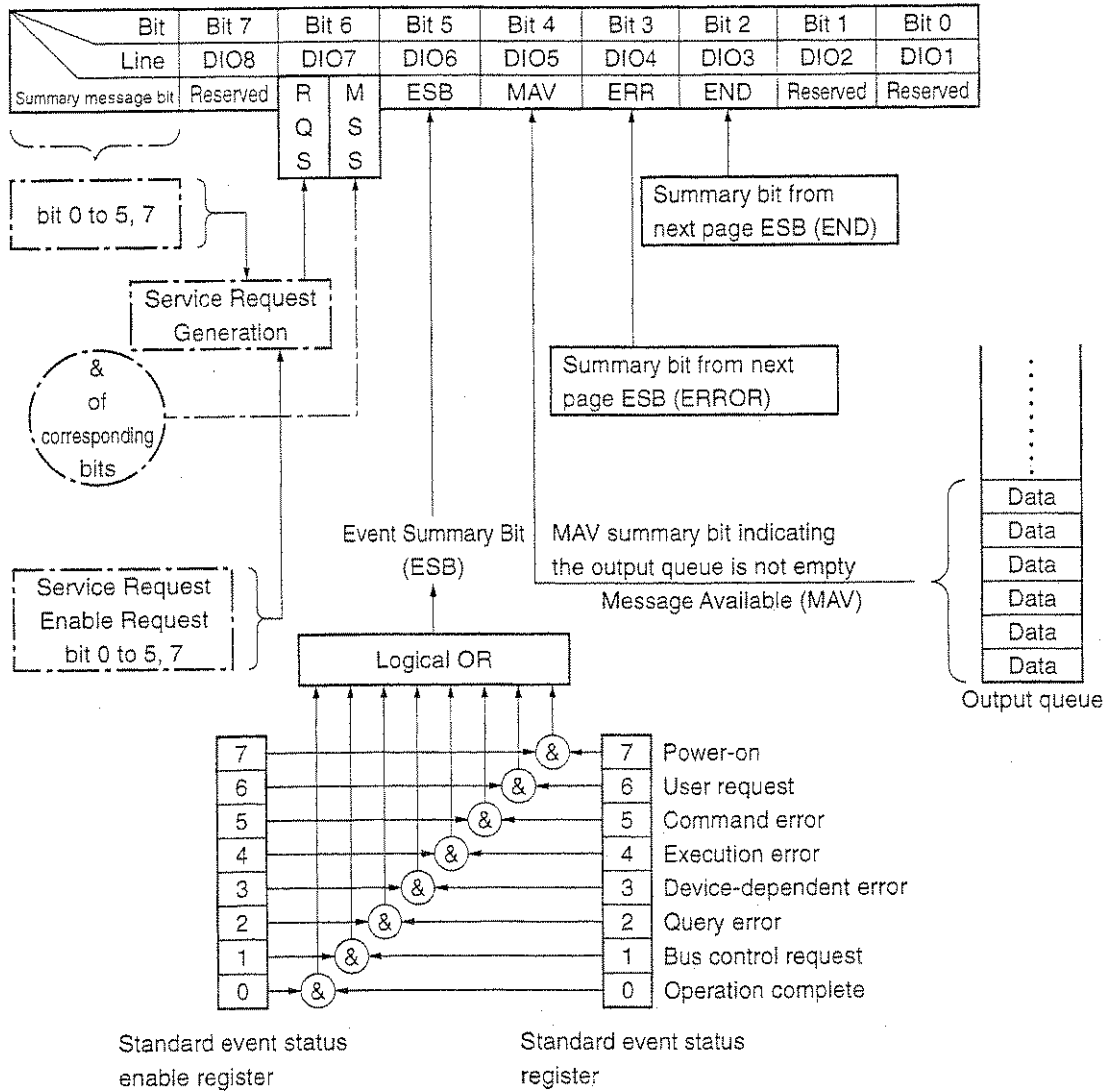 Bit Bit 7 Bit 6 Bit 5 Bit 4 Bit 3 Bit 2 Bit 1 Bit 0
Line DIO8 DIO7 DIO6 DIO5 DIO4 DIO3 DIO2 DIO1
Summary message bit Reserved RQS MSS ESB MAV ERR END Reserved Reserved
bit 0 to 5, 7
Summary bit from
next page ESB (END)
Service Request
Generation
Summary bit from next
page ESB (ERROR)
&
of
corresponding
bits
Event Summary Bit
(ESB)
MAV summary bit indicating
the output queue is not empty
Message Available (MAV)
Data
Data
Data
Data
Data
Data
Output queue
Service Request
Enable Request
bit 0 to 5, 7
Logical OR
7 & 7 Power-on
6 & 6 User request
5 & 5 Command error
4 & 4 Execution error
3 & 3 Device-dependent error
2 & 2 Query error
1 & 1 Bus control request
0 & 0 Operation complete
Standard event status
enable register
Standard event status
register